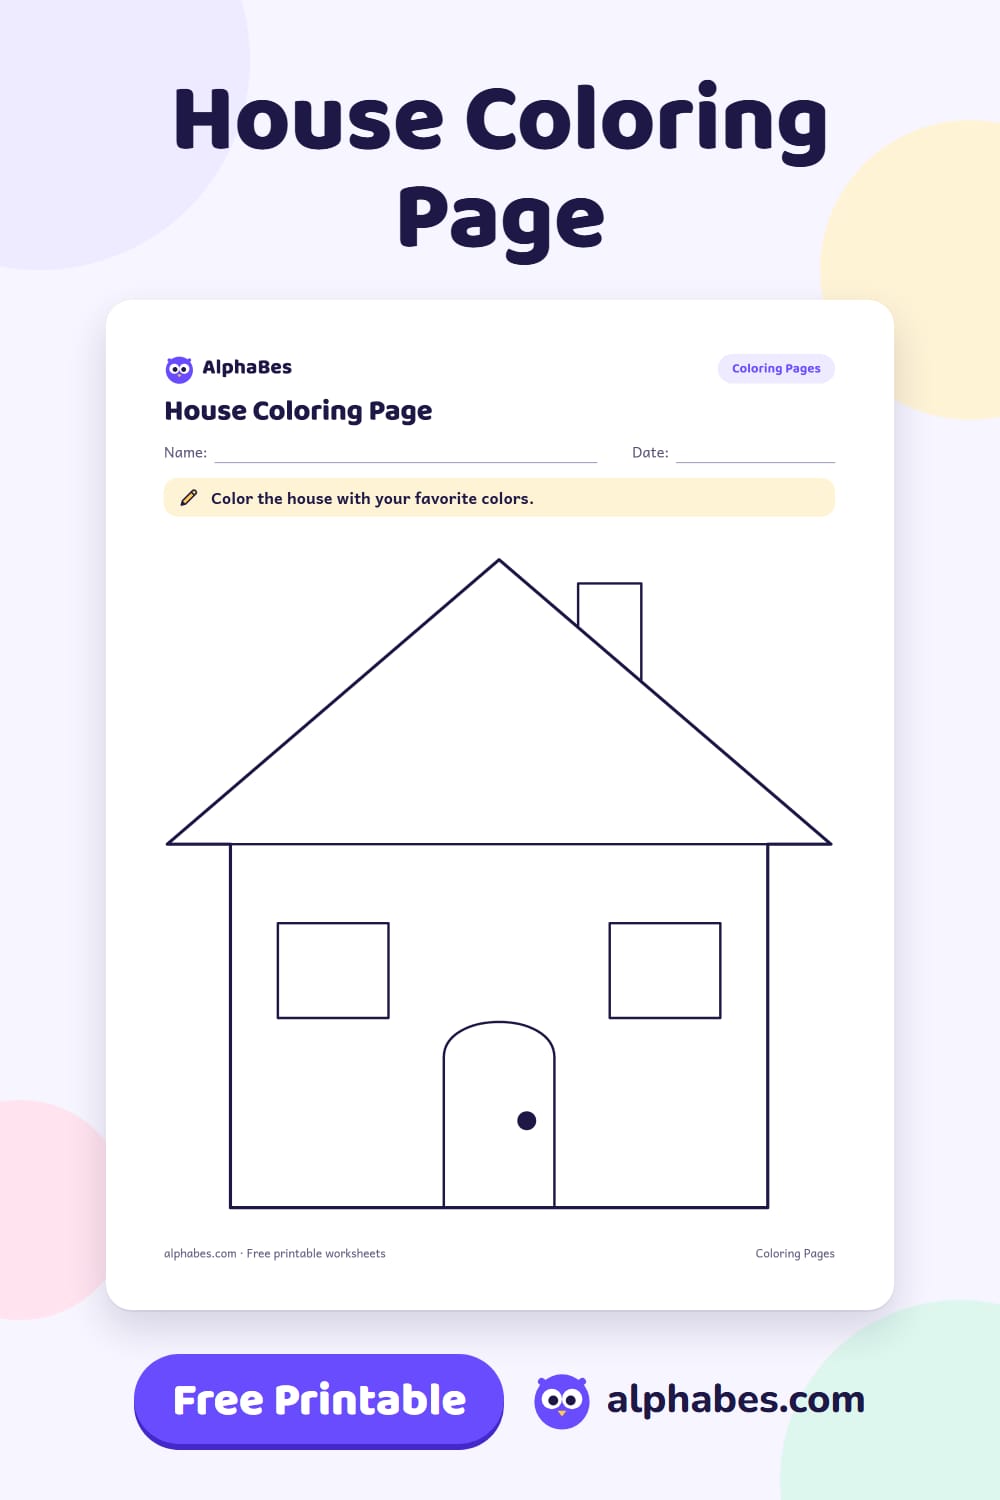 House Coloring
Page
AlphaBes
Coloring Pages
House Coloring Page
Name:
Date:
Color the house with your favorite colors.
alphabes.com · Free printable worksheets
Coloring Pages
Free Printable
alphabes.com